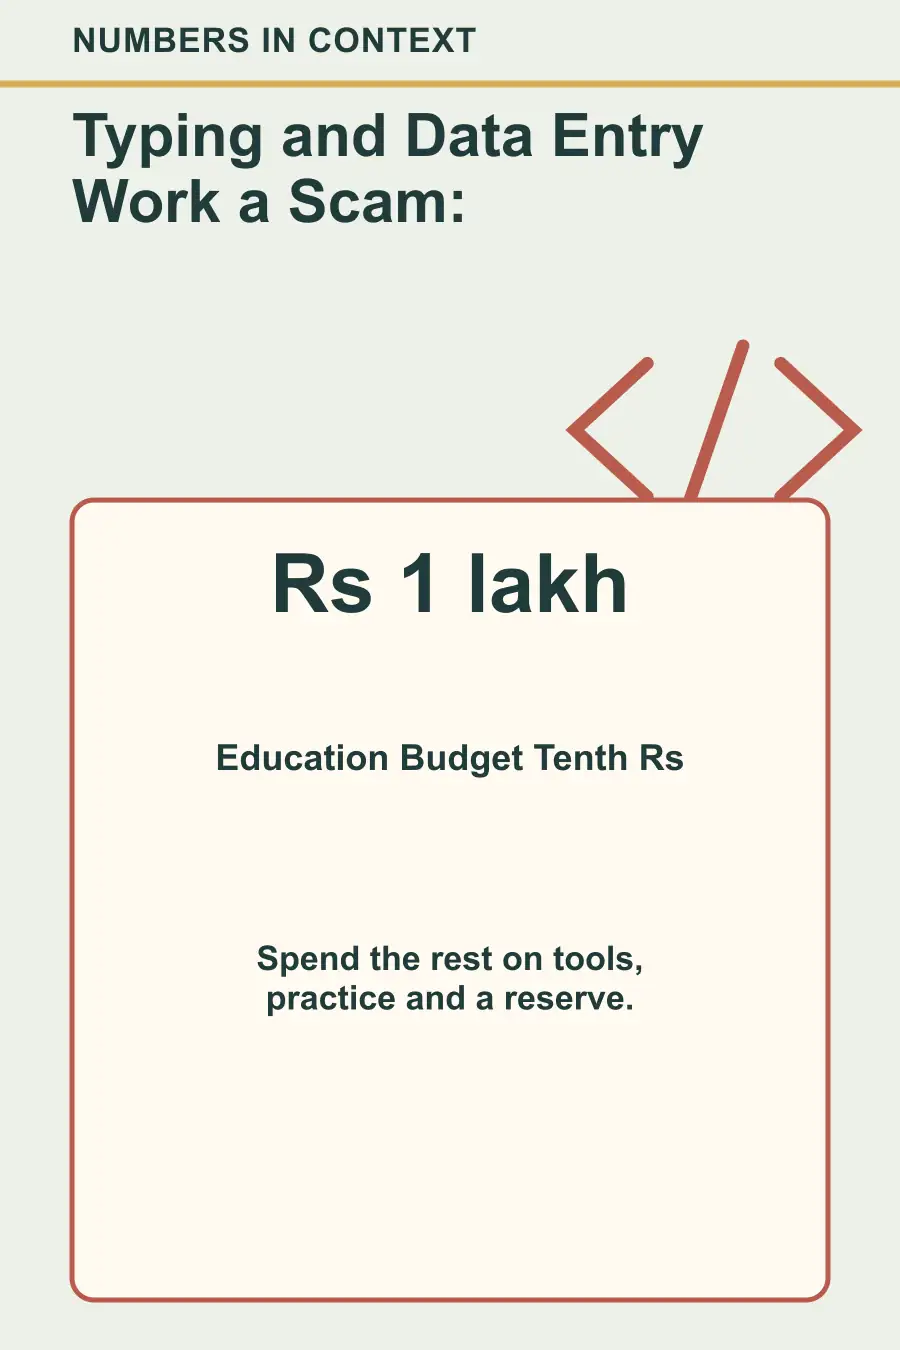 NUMBERS IN CONTEXT
Typing and Data Entry
Work a Scam:
Rs 1 lakh
Education Budget Tenth Rs
Spend the rest on tools,
practice and a reserve.